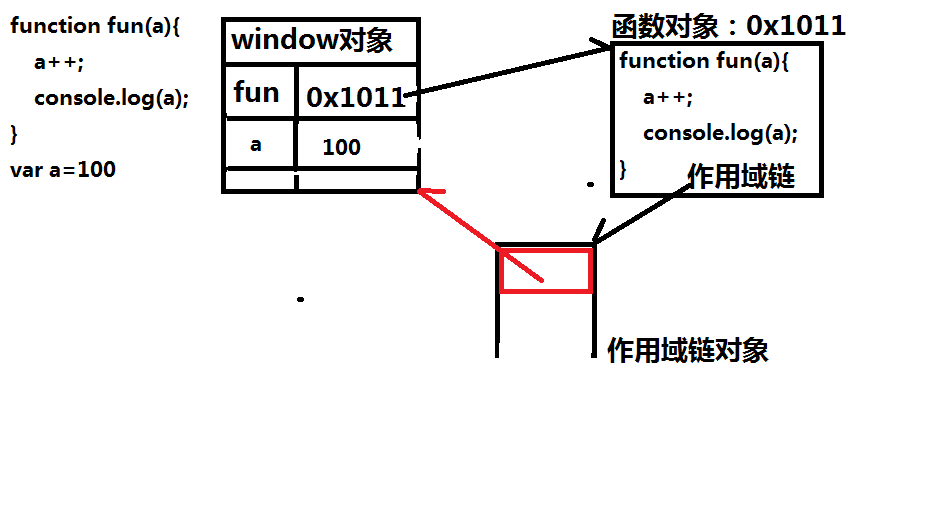 function fun(a){
a++;
console.log(a);
}
var a=100
window对象
fun 0x1011
a 100
函数对象：0x1011
function fun(a){
a++;
console.log(a);
}
作用域链
作用域链对象